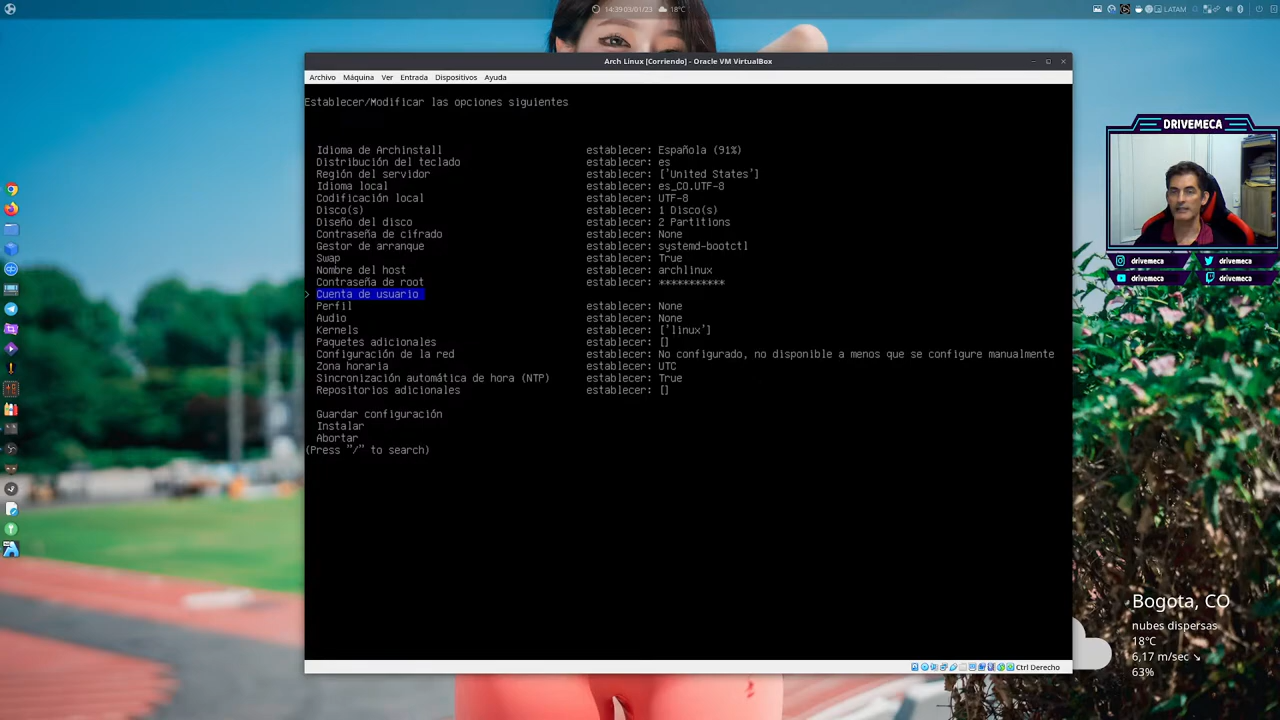 14:39 03/01/23 18°C
LATAM
Arch Linux [Corriendo] - Oracle VM VirtualBox
Archivo Máquina Ver Entrada Dispositivos Ayuda
Establecer/Modificar las opciones siguientes
Idioma de Archinstall establecer: Española (91%)
Distribución del teclado establecer: es
Región del servidor establecer: ['United States']
Idioma local establecer: es_CO.UTF-8
Codificación local establecer: UTF-8
Disco(s) establecer: 1 Disco(s)
Diseño del disco establecer: 2 Partitions
Contraseña de cifrado establecer: None
Gestor de arranque establecer: systemd-bootctl
Swap establecer: True
Nombre del host establecer: archlinux
Contraseña de root establecer: ***********
> Cuenta de usuario
Perfil establecer: None
Audio establecer: None
Kernels establecer: ['linux']
Paquetes adicionales establecer: []
Configuración de la red establecer: No configurado, no disponible a menos que se configure manualmente
Zona horaria establecer: UTC
Sincronización automática de hora (NTP) establecer: True
Repositorios adicionales establecer: []
Guardar configuración
Instalar
Abortar
(Press "/" to search)
Ctrl Derecho
DRIVEMECA
drivemeca drivemeca
drivemeca drivemeca
Bogota, CO
nubes dispersas
18°C
6,17 m/sec ↘
63%